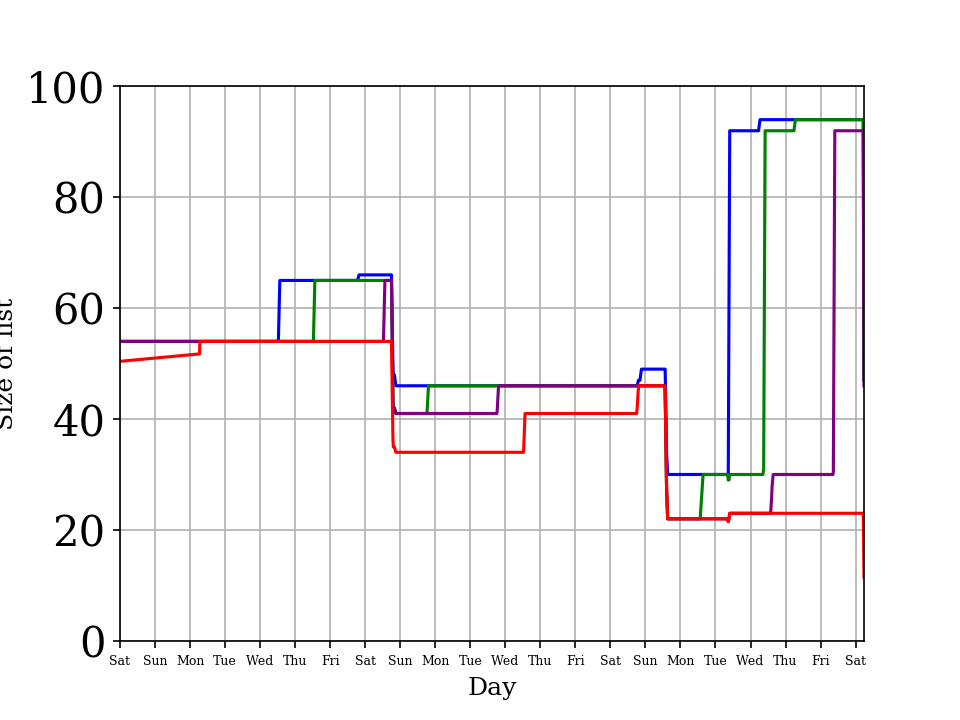 100
80
60
40
20
0
Size of list
Sat Sun Mon Tue Wed Thu Fri Sat Sun Mon Tue Wed Thu Fri Sat Sun Mon Tue Wed Thu Fri Sat
Day